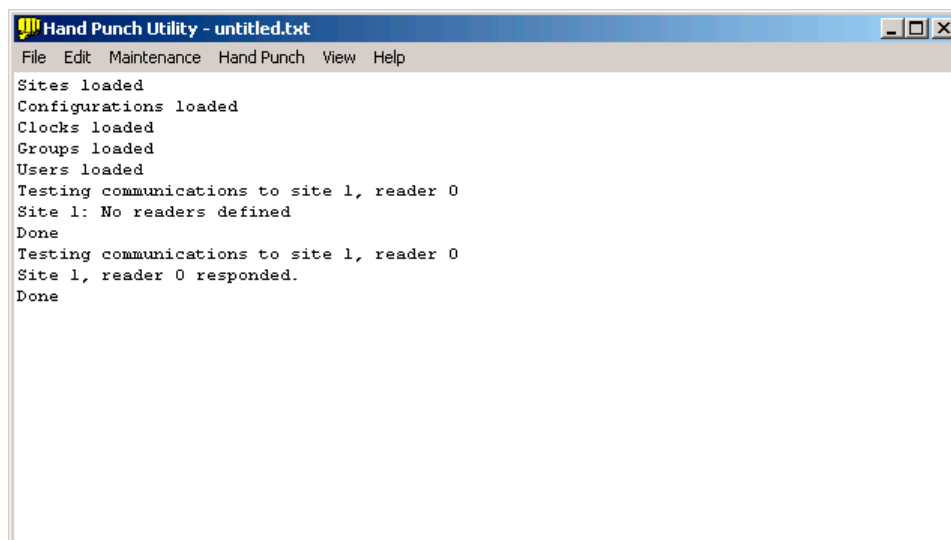 Hand Punch Utility - untitled.txt
File Edit Maintenance Hand Punch View Help
Sites loaded
Configurations loaded
Clocks loaded
Groups loaded
Users loaded
Testing communications to site 1, reader 0
Site 1: No readers defined
Done
Testing communications to site 1, reader 0
Site 1, reader 0 responded.
Done